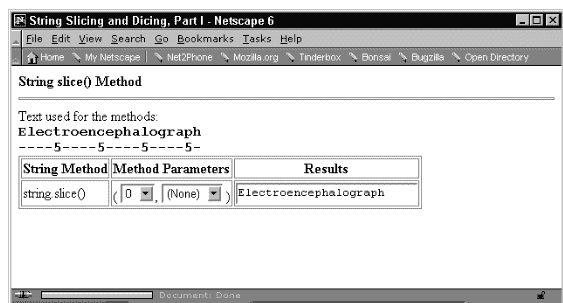 String Slicing and Dicing, Part I - Netscape 6
File Edit View Search Go Bookmarks Tasks Help
Home My Netscape Net2Phone Mozilla.org Tinderbox Bonsai Bugzilla Open Directory
String slice() Method
Text used for the methods:
Electroencephalograph
----5----5----5----5-
String Method Method Parameters Results
string.slice() ( 0 , (None) ) Electroencephalograph
Document: Done